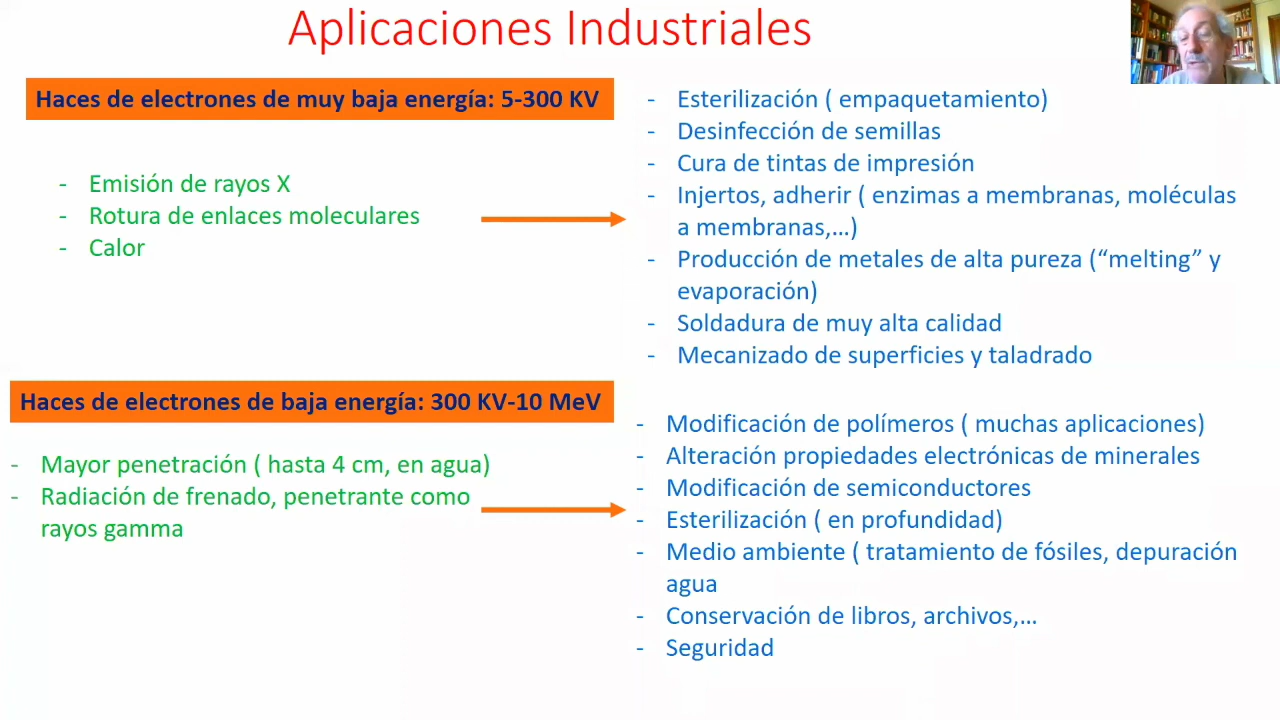 Aplicaciones Industriales
Haces de electrones de muy baja energía: 5-300 KV
- Emisión de rayos X
- Rotura de enlaces moleculares
- Calor
- Esterilización ( empaquetamiento)
- Desinfección de semillas
- Cura de tintas de impresión
- Injertos, adherir ( enzimas a membranas, moléculas
a membranas,...)
- Producción de metales de alta pureza (“melting” y
evaporación)
- Soldadura de muy alta calidad
- Mecanizado de superficies y taladrado
Haces de electrones de baja energía: 300 KV-10 MeV
- Mayor penetración ( hasta 4 cm, en agua)
- Radiación de frenado, penetrante como
rayos gamma
- Modificación de polímeros ( muchas aplicaciones)
- Alteración propiedades electrónicas de minerales
- Modificación de semiconductores
- Esterilización ( en profundidad)
- Medio ambiente ( tratamiento de fósiles, depuración
agua
- Conservación de libros, archivos,...
- Seguridad